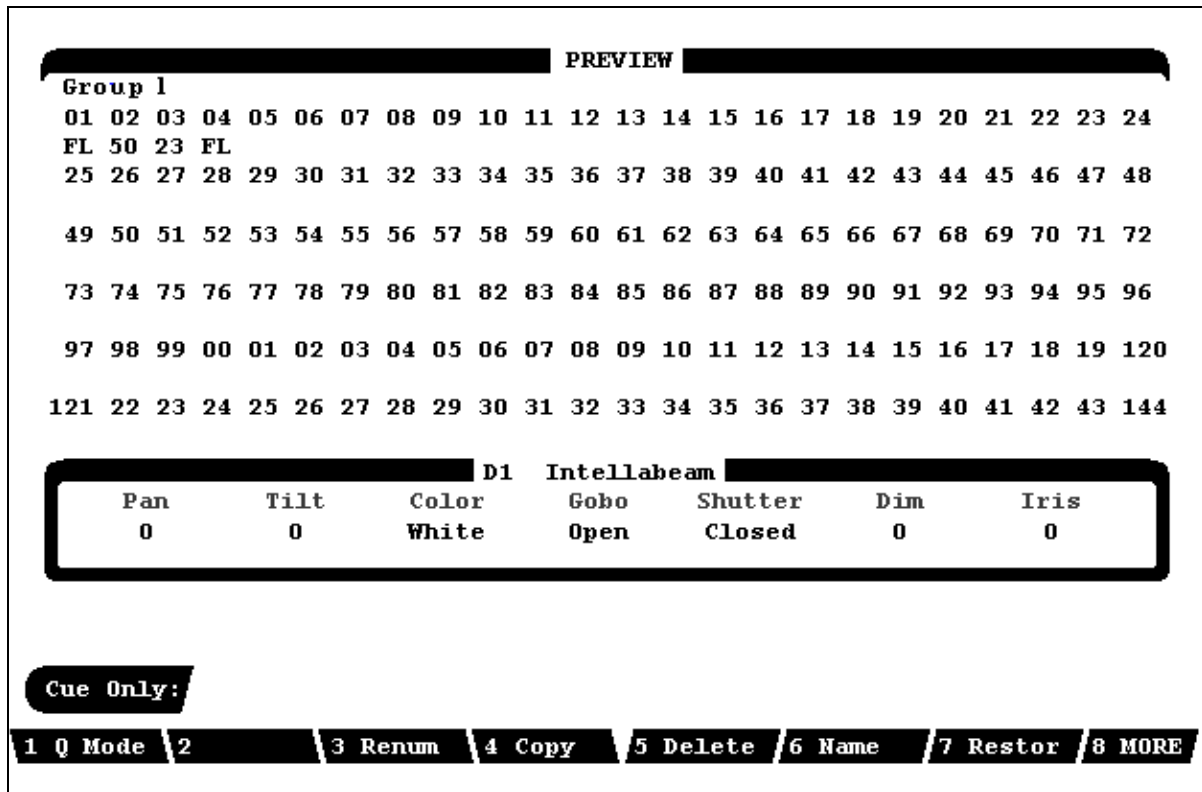 PREVIEW
Group 1
01 02 03 04 05 06 07 08 09 10 11 12 13 14 15 16 17 18 19 20 21 22 23 24
FL 50 23 FL
25 26 27 28 29 30 31 32 33 34 35 36 37 38 39 40 41 42 43 44 45 46 47 48
49 50 51 52 53 54 55 56 57 58 59 60 61 62 63 64 65 66 67 68 69 70 71 72
73 74 75 76 77 78 79 80 81 82 83 84 85 86 87 88 89 90 91 92 93 94 95 96
97 98 99 00 01 02 03 04 05 06 07 08 09 10 11 12 13 14 15 16 17 18 19 120
121 22 23 24 25 26 27 28 29 30 31 32 33 34 35 36 37 38 39 40 41 42 43 144
D1 Intellabeam
Pan Tilt Color Gobo Shutter Dim Iris
0 0 White Open Closed 0 0
Cue Only:
1 Q Mode 2 3 Renum 4 Copy 5 Delete 6 Name 7 Restor 8 MORE